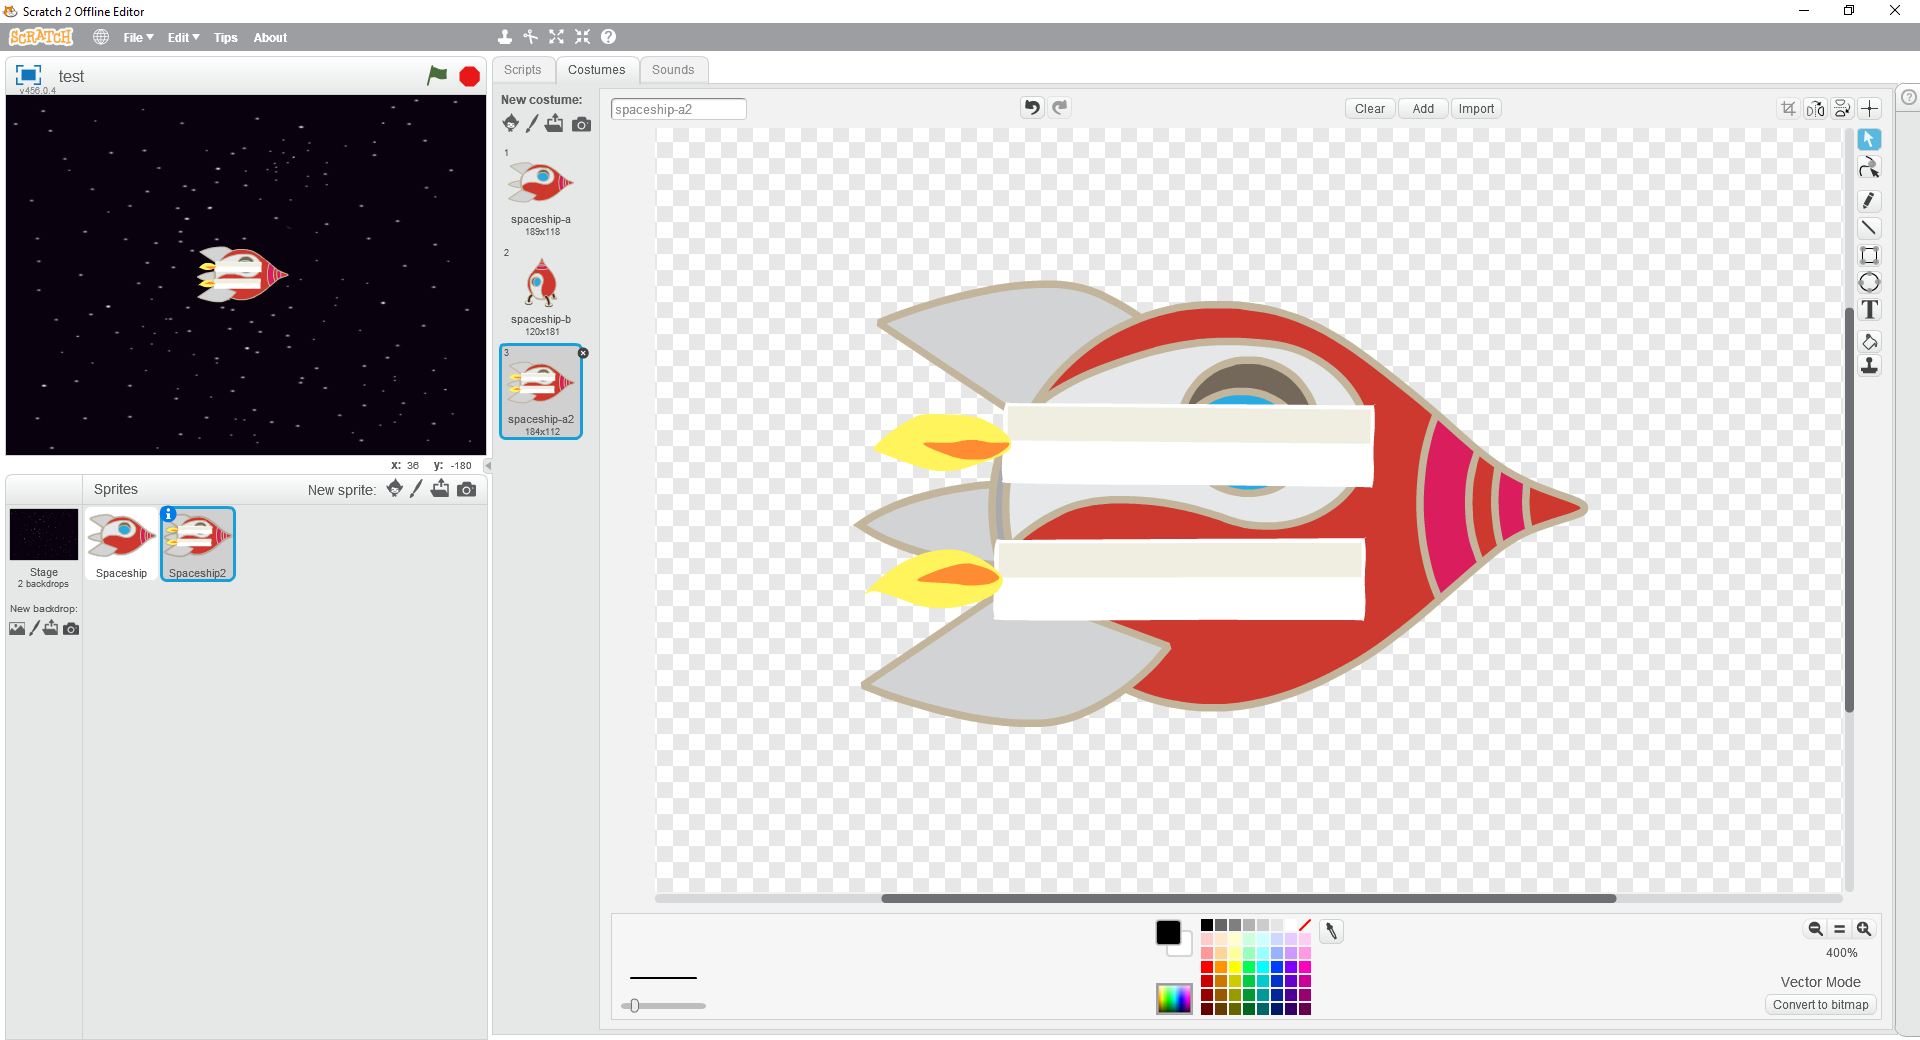 Scratch 2 Offline Editor
SCRATCH File Edit Tips About
test
v456.0.4
Scripts Costumes Sounds
New costume:
spaceship-a2
Clear Add Import
1
spaceship-a
189x118
2
spaceship-b
120x181
3
spaceship-a2
184x112
T
x: 36 y: -180
Sprites New sprite:
Stage
2 backdrops
New backdrop:
Spaceship
Spaceship2
400%
Vector Mode
Convert to bitmap